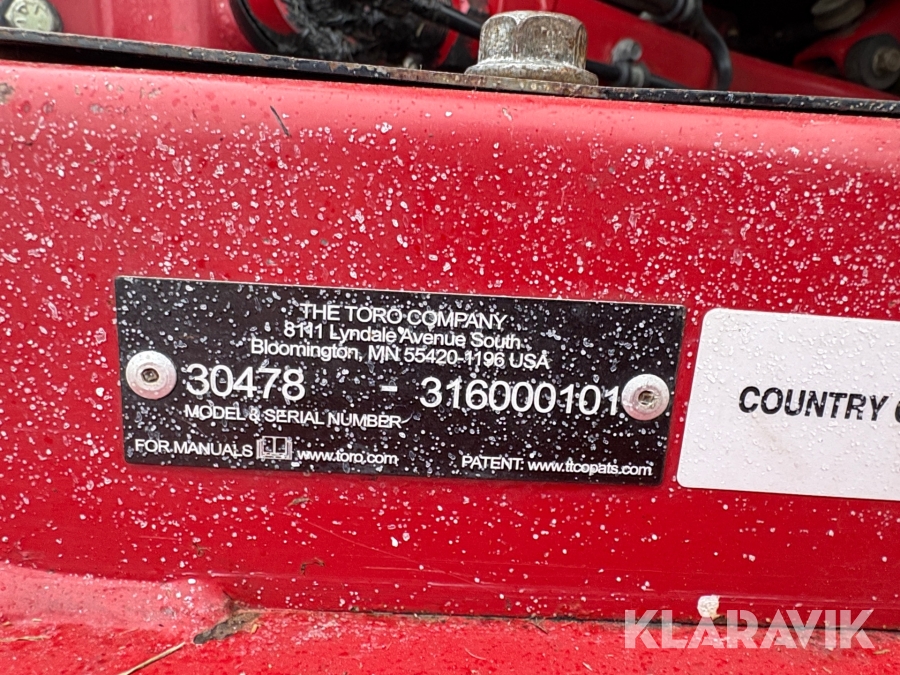 THE TORO COMPANY
8111 Lyndale Avenue South
Bloomington, MN 55420-1196 USA
30478 - 316000101
MODEL & SERIAL NUMBER
FOR MANUALS www.toro.com
PATENT: www.ttcopats.com
COUNTRY
KLARAVIK